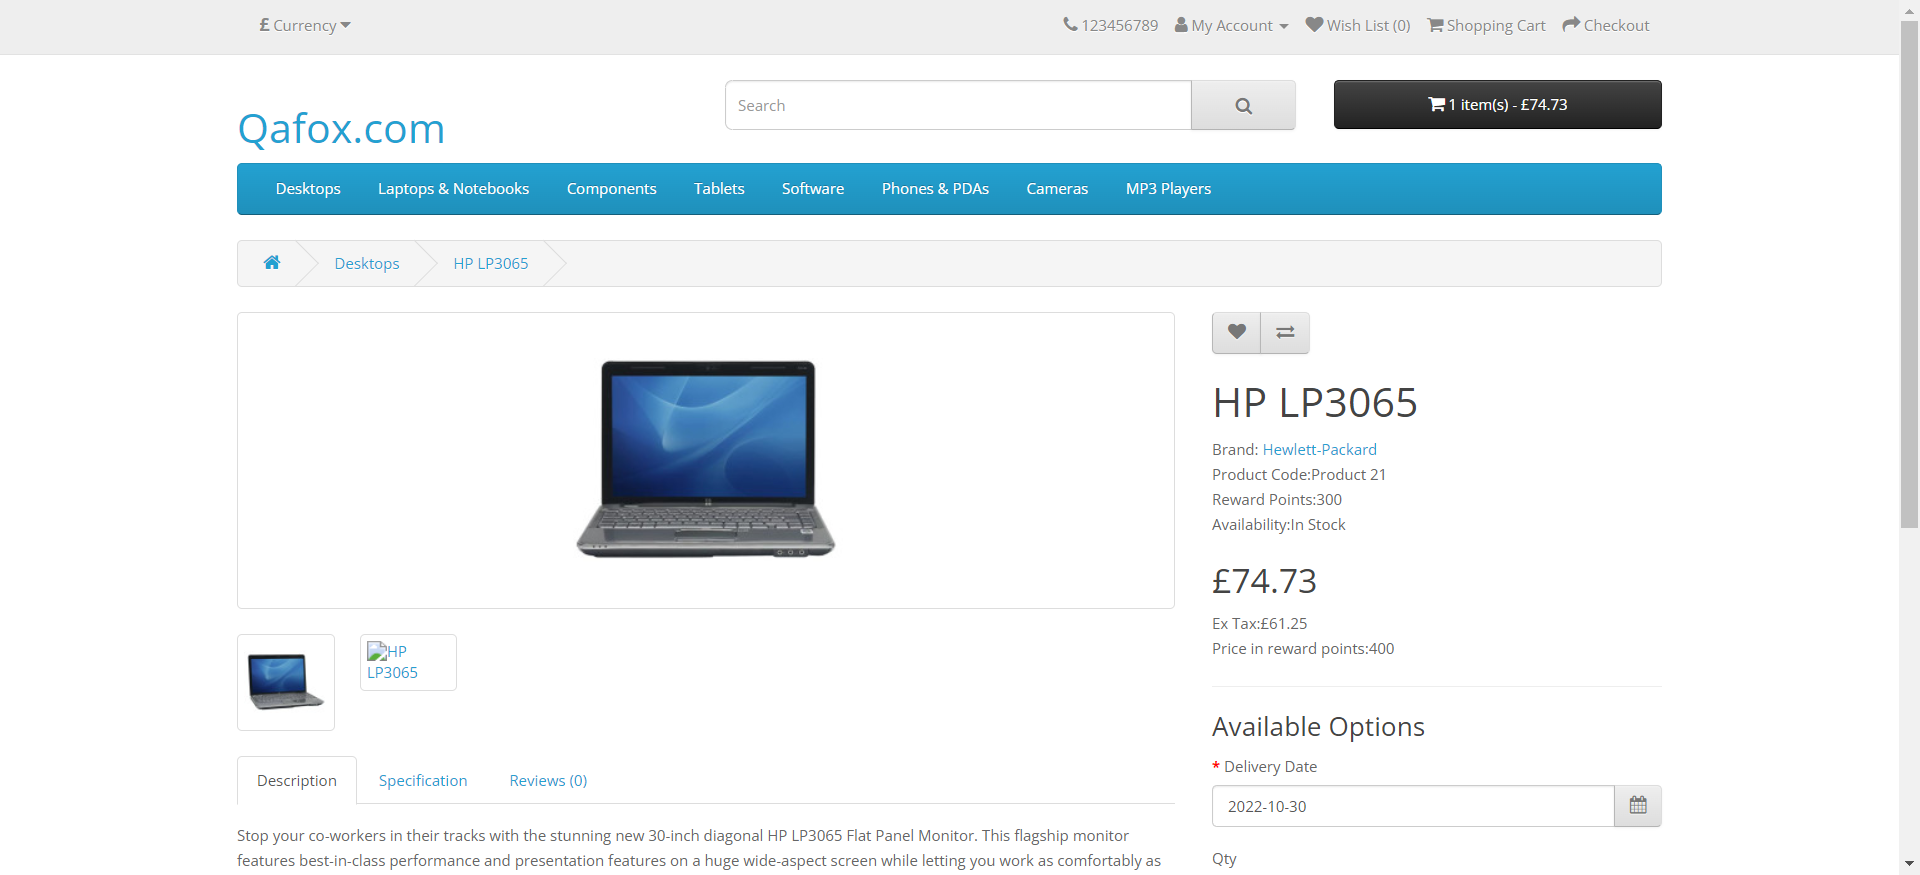 £ Currency
123456789 My Account Wish List (0) Shopping Cart Checkout
Qafox.com
Search
1 item(s) - £74.73
Desktops Laptops & Notebooks Components Tablets Software Phones & PDAs Cameras MP3 Players
Desktops HP LP3065
HP LP3065
Brand: Hewlett-Packard
Product Code:Product 21
Reward Points:300
Availability:In Stock
£74.73
Ex Tax:£61.25
Price in reward points:400
Available Options
* Delivery Date
2022-10-30
Qty
HP
LP3065
Description Specification Reviews (0)
Stop your co-workers in their tracks with the stunning new 30-inch diagonal HP LP3065 Flat Panel Monitor. This flagship monitor
features best-in-class performance and presentation features on a huge wide-aspect screen while letting you work as comfortably as